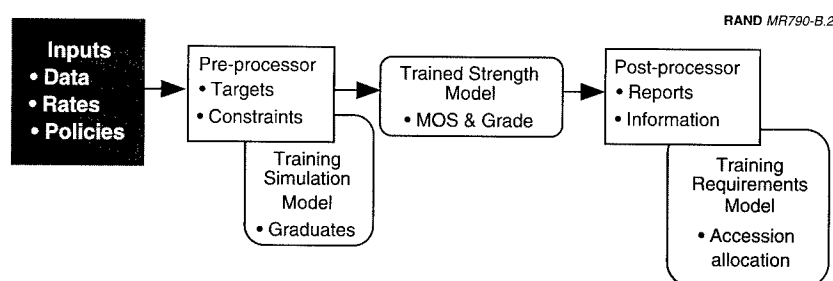 RAND MR790-B.2
Inputs
• Data
• Rates
• Policies
Pre-processor
• Targets
• Constraints
Training
Simulation
Model
• Graduates
Trained Strength
Model
• MOS & Grade
Post-processor
• Reports
• Information
Training
Requirements
Model
• Accession
allocation